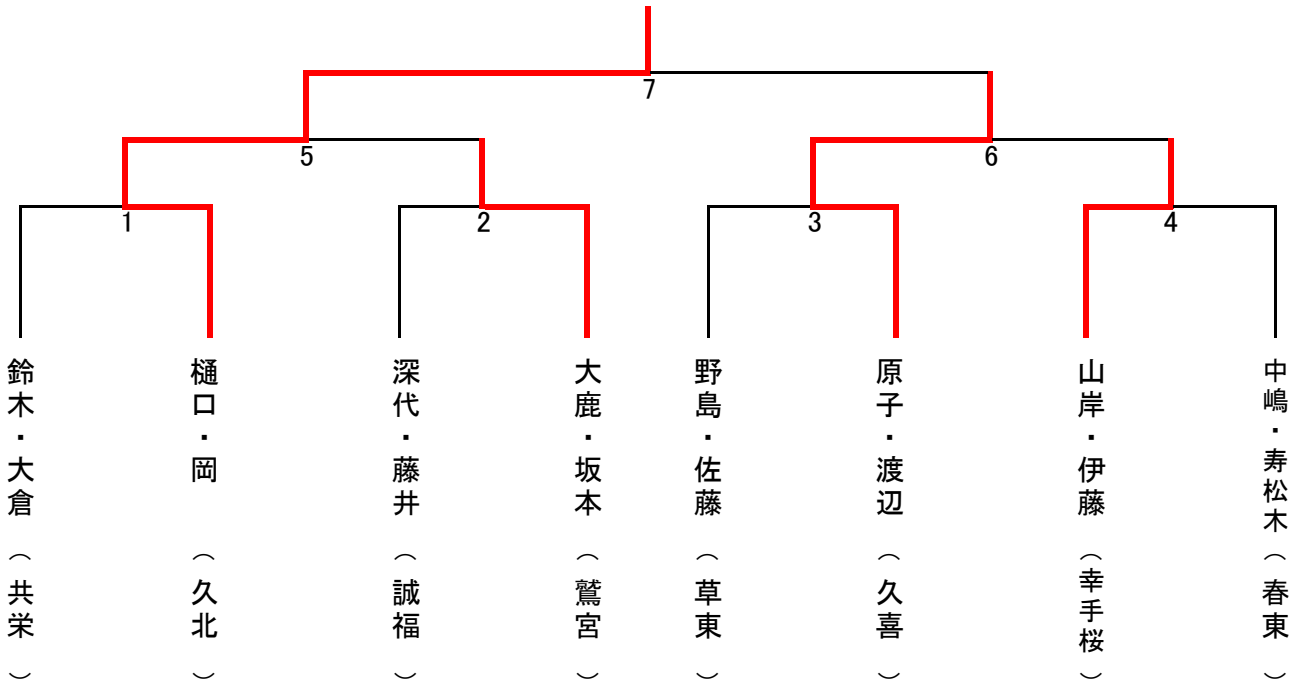 7
5
6
1
2
3
4
鈴木・大倉（共栄）
樋口・岡（久北）
深代・藤井（誠福）
大鹿・坂本（鷲宮）
野島・佐藤（草東）
原子・渡辺（久喜）
山岸・伊藤（幸手桜）
中嶋・寿松木（春東）